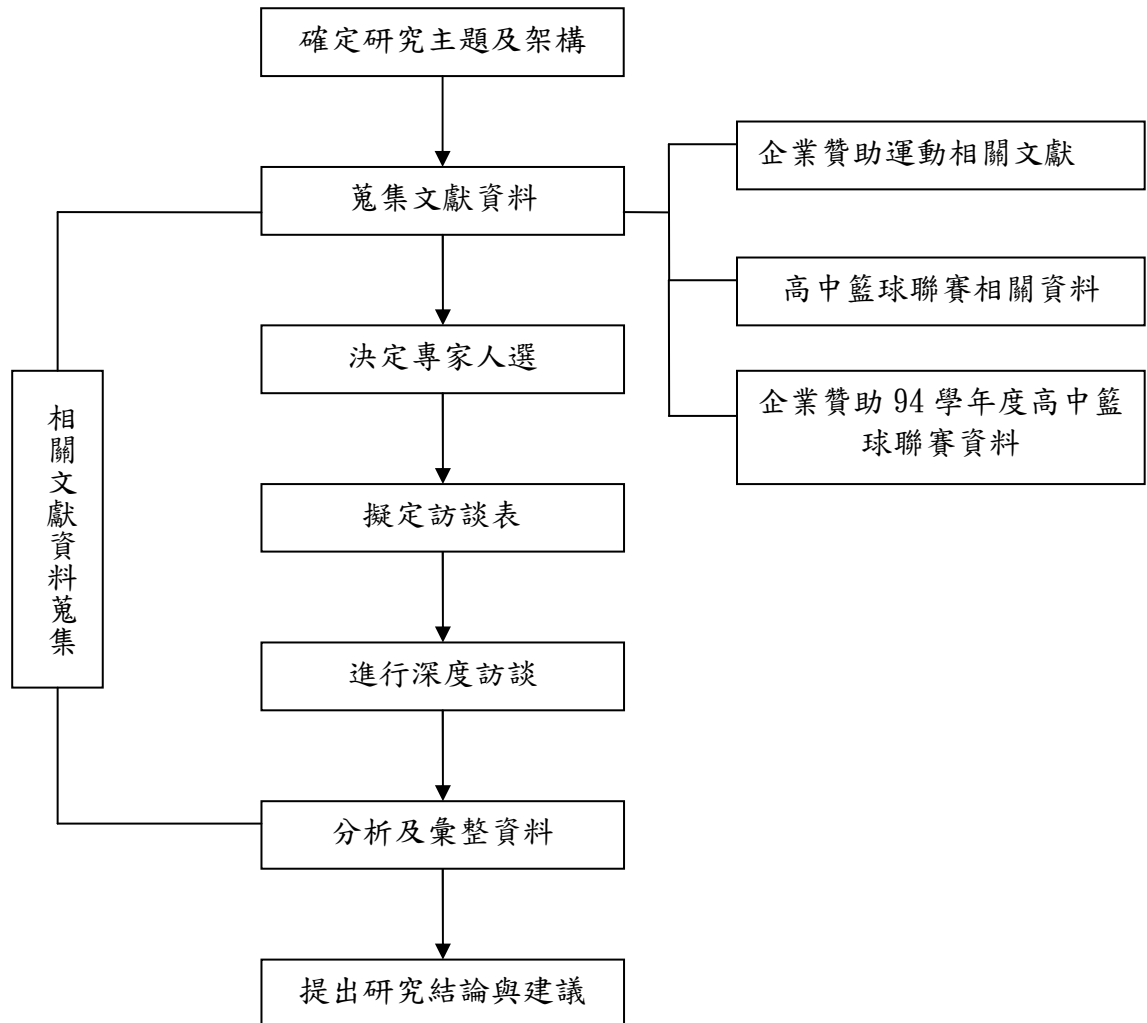 確定研究主題及架構
企業贊助運動相關文獻
蒐集文獻資料
高中籃球聯賽相關資料
決定專家人選
企業贊助 94 學年度高中籃
球聯賽資料
相關文獻資料蒐集
擬定訪談表
進行深度訪談
分析及彙整資料
提出研究結論與建議